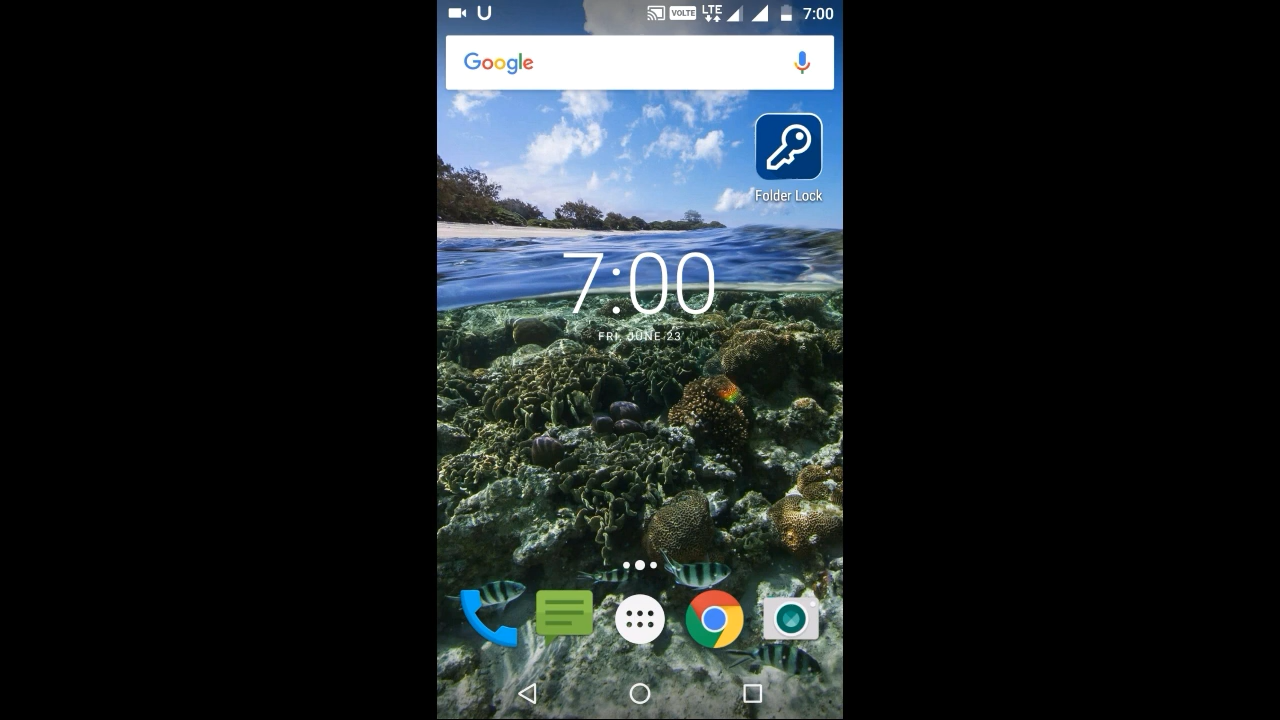 U VOLTE LTE 7:00
Google
Folder Lock
7:00
FRI, JUNE 23